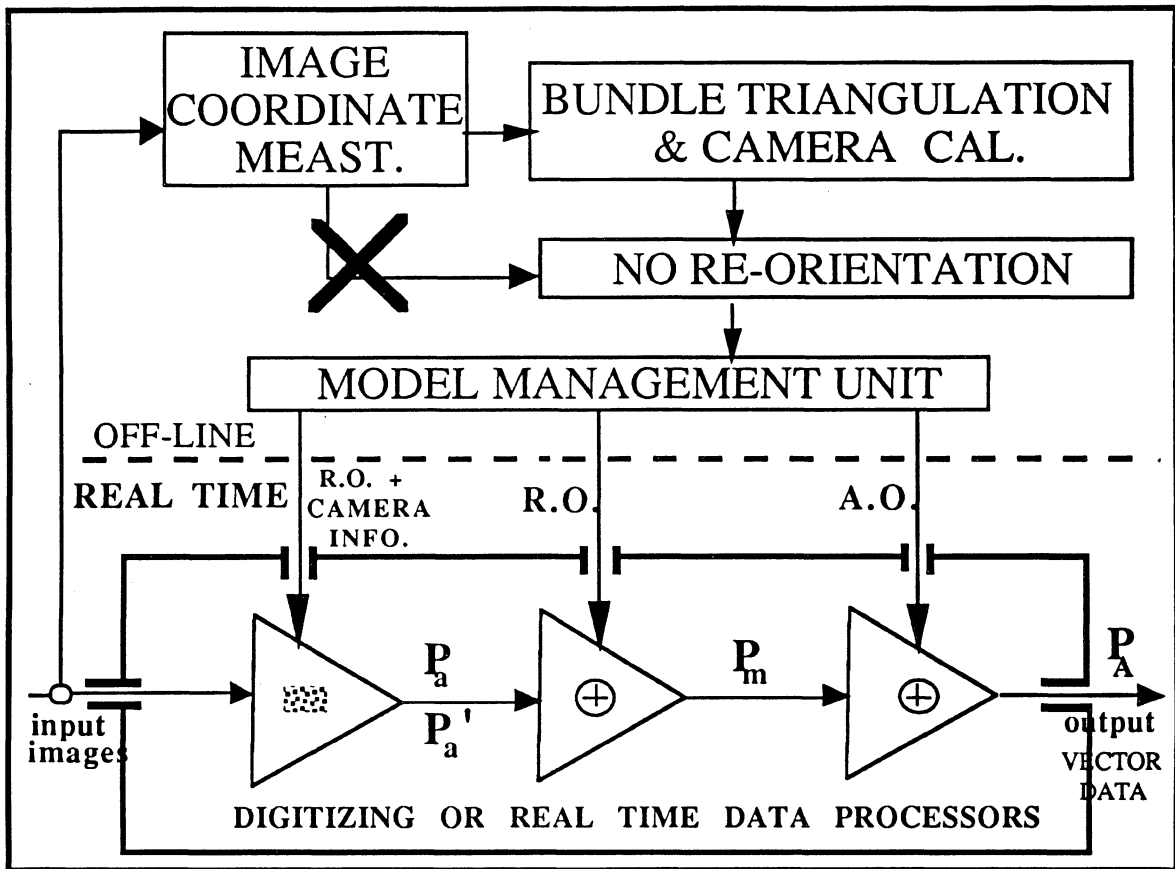 IMAGE
COORDINATE
MEAST.
BUNDLE TRIANGULATION
& CAMERA CAL.
NO RE-ORIENTATION
MODEL MANAGEMENT UNIT
OFF-LINE
REAL TIME
R.O. +
CAMERA
INFO.
R.O.
A.O.
Pa
Pa'
Pm
PA
input
images
output
VECTOR
DATA
DIGITIZING OR REAL TIME DATA PROCESSORS